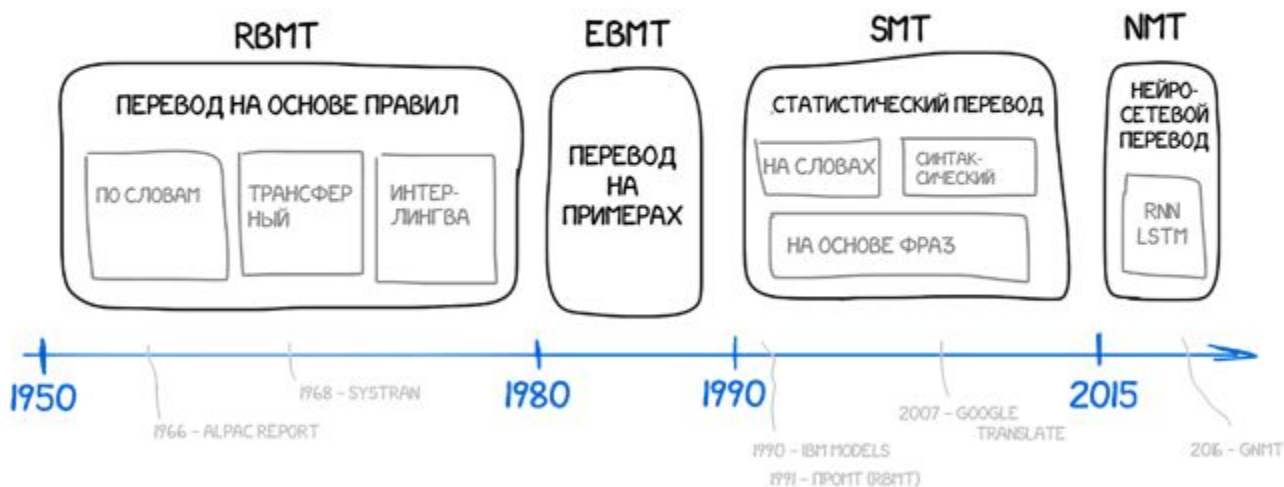 RBMT
EBMT
SMT
NMT
ПЕРЕВОД НА ОСНОВЕ ПРАВИЛ
ПО СЛОВАМ
ТРАНСФЕР
НЫЙ
ИНТЕР-
ЛИНГВА
ПЕРЕВОД
НА
ПРИМЕРАХ
СТАТИСТИЧЕСКИЙ ПЕРЕВОД
НА СЛОВАХ
СИНТАК-
СИЧЕСКИЙ
НА ОСНОВЕ ФРАЗ
НЕЙРО-
СЕТЕВОЙ
ПЕРЕВОД
RNN
LSTM
1950
1966 - ALPAC REPORT
1968 - SYSTRAN
1980
1990
1990 - IBM MODELS
1991 - ПРОМТ (RBMT)
2007 - GOOGLE
TRANSLATE
2015
2016 - GNMT